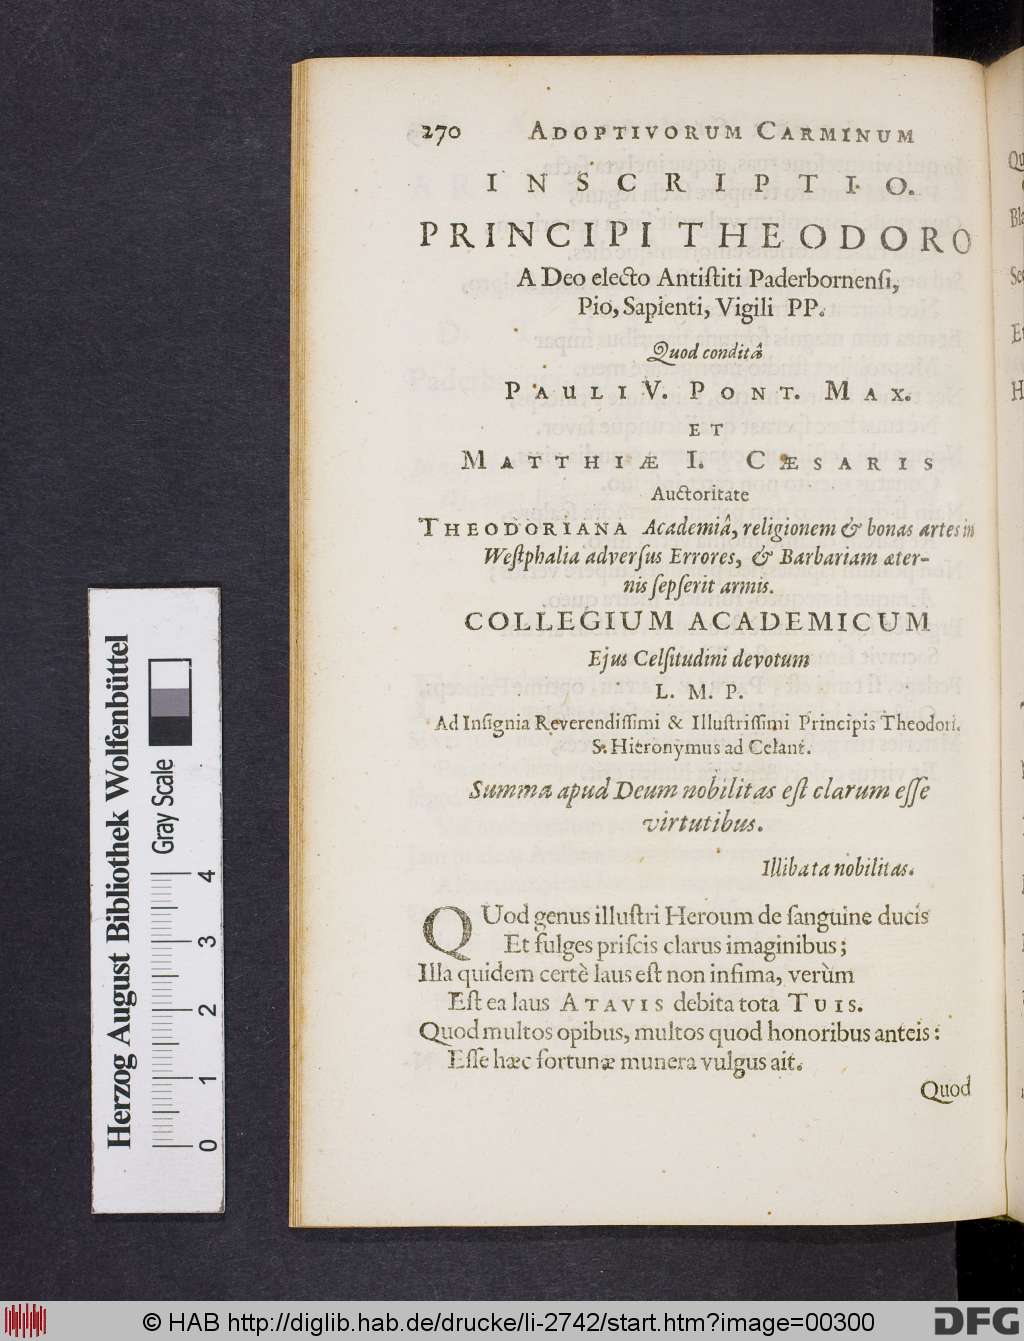 270 ADOPTIVORUM CARMINUM
INSCRIPTIO.
PRINCIPI THEODORO
A Deo electo Antiſtiti Paderbornenſi,
Pio, Sapienti, Vigili PP.
Quod conditâ
PAULI V. PONT. MAX.
ET
MATTHIÆ I. CÆSARIS
Auctoritate
THEODORIANA Academiâ, religionem & bonas artes in
Weſtphalia adverſus Errores, & Barbariam æter-
nis ſepſerit armis.
COLLEGIUM ACADEMICUM
Ejus Celſitudini devotum
L. M. P.
Ad Inſignia Reverendiſſimi & Illuſtriſſimi Principis Theodori.
S. Hieronymus ad Celant.
Summa apud Deum nobilitas eſt clarum eſſe
virtutibus.
Illibata nobilitas.
QUod genus illuſtri Heroum de ſanguine ducis
Et fulges priſcis clarus imaginibus;
Illa quidem certè laus eſt non infima, verùm
Eſt ea laus ATAVIS debita tota TUIS.
Quod multos opibus, multos quod honoribus anteis:
Eſſe hæc fortunæ munera vulgus ait.
Quod
Herzog August Bibliothek Wolfenbüttel
Gray Scale
0 1 2 3 4
© HAB http://diglib.hab.de/drucke/li-2742/start.htm?image=00300
DFG